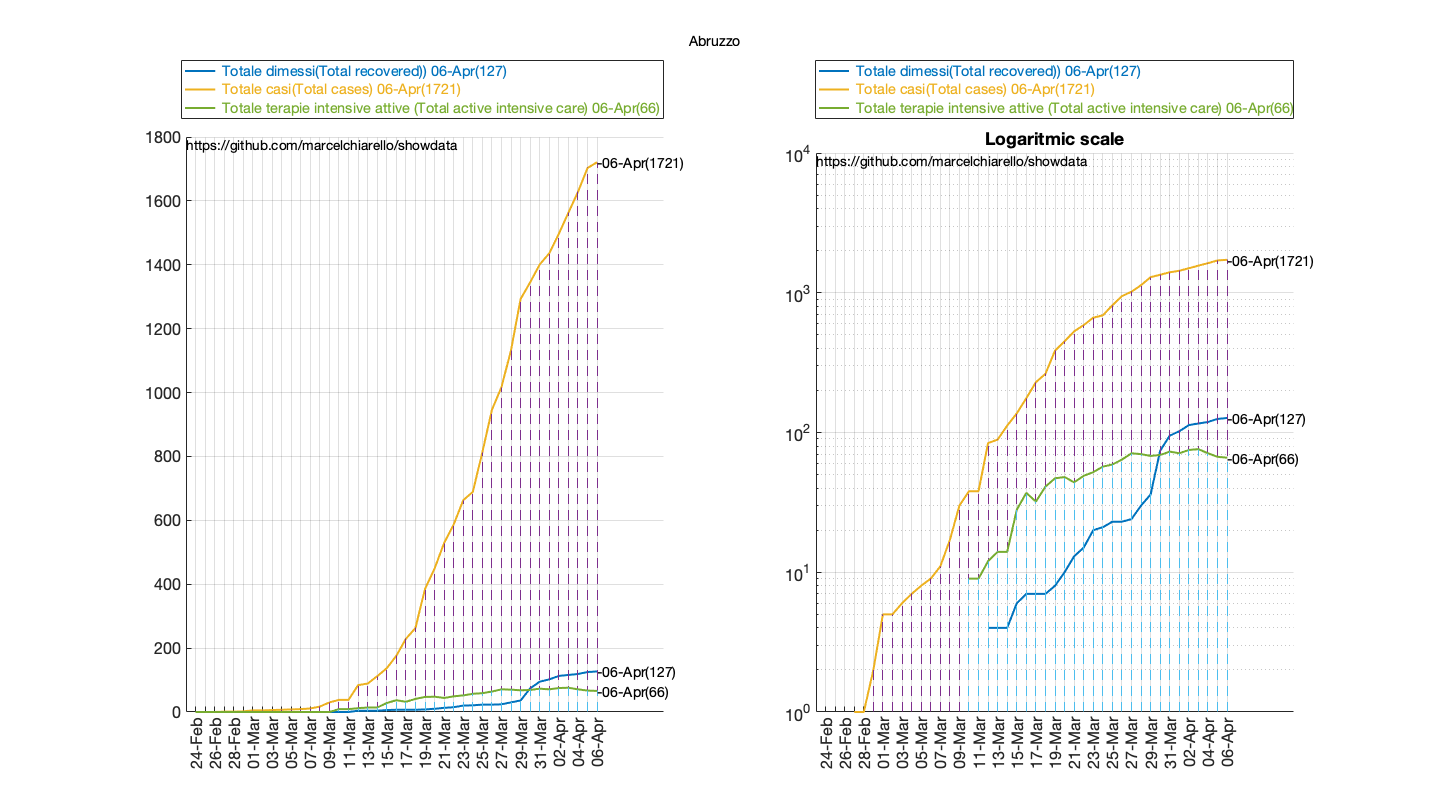 Abruzzo
Totale dimessi(Total recovered)) 06-Apr(127)
Totale casi(Total cases) 06-Apr(1721)
Totale terapie intensive attive (Total active intensive care) 06-Apr(66)
https://github.com/marcelchiarello/showdata
1800
1600
1400
1200
1000
800
600
400
200
0
-06-Apr(1721)
-06-Apr(127)
-06-Apr(66)
24-Feb
26-Feb
28-Feb
01-Mar
03-Mar
05-Mar
07-Mar
09-Mar
11-Mar
13-Mar
15-Mar
17-Mar
19-Mar
21-Mar
23-Mar
25-Mar
27-Mar
29-Mar
31-Mar
02-Apr
04-Apr
06-Apr
Totale dimessi(Total recovered)) 06-Apr(127)
Totale casi(Total cases) 06-Apr(1721)
Totale terapie intensive attive (Total active intensive care) 06-Apr(66)
Logaritmic scale
https://github.com/marcelchiarello/showdata
10^4
10^3
10^2
10^1
10^0
-06-Apr(1721)
-06-Apr(127)
-06-Apr(66)
24-Feb
26-Feb
28-Feb
01-Mar
03-Mar
05-Mar
07-Mar
09-Mar
11-Mar
13-Mar
15-Mar
17-Mar
19-Mar
21-Mar
23-Mar
25-Mar
27-Mar
29-Mar
31-Mar
02-Apr
04-Apr
06-Apr